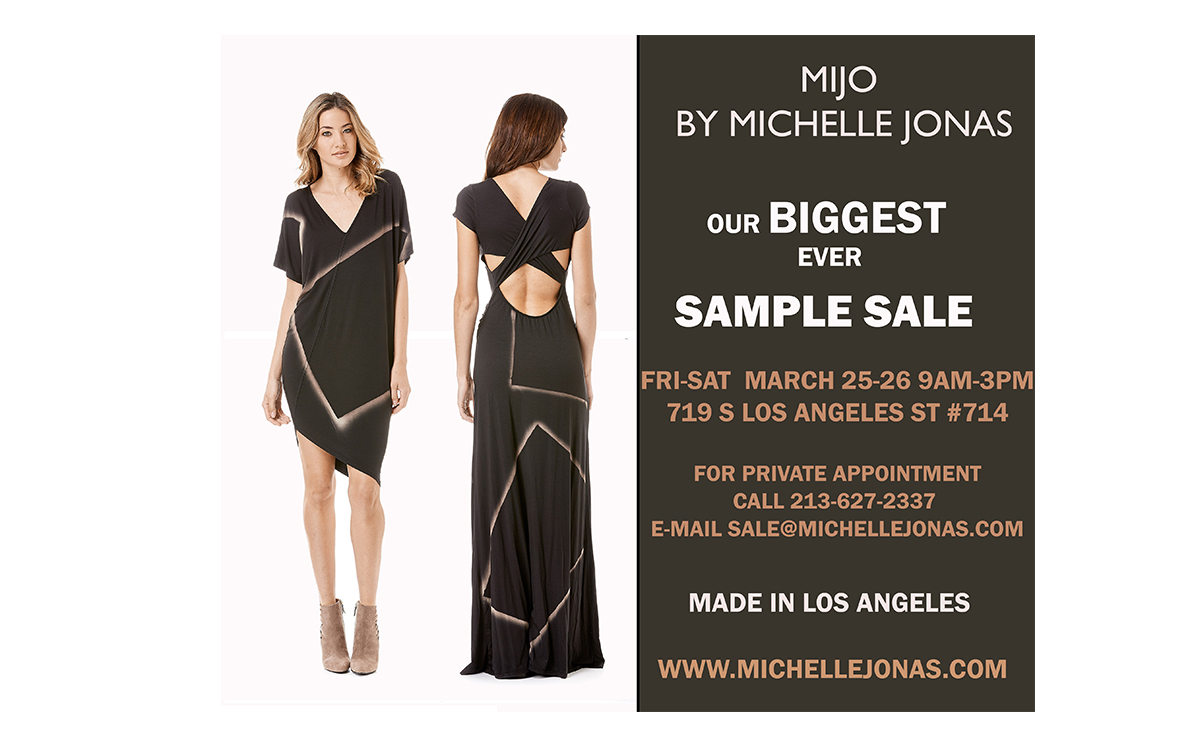 MIJO
BY MICHELLE JONAS
OUR BIGGEST
EVER
SAMPLE SALE
FRI-SAT MARCH 25-26 9AM-3PM
719 S LOS ANGELES ST #714
FOR PRIVATE APPOINTMENT
CALL 213-627-2337
E-MAIL SALE@MICHELLEJONAS.COM
MADE IN LOS ANGELES
WWW.MICHELLEJONAS.COM